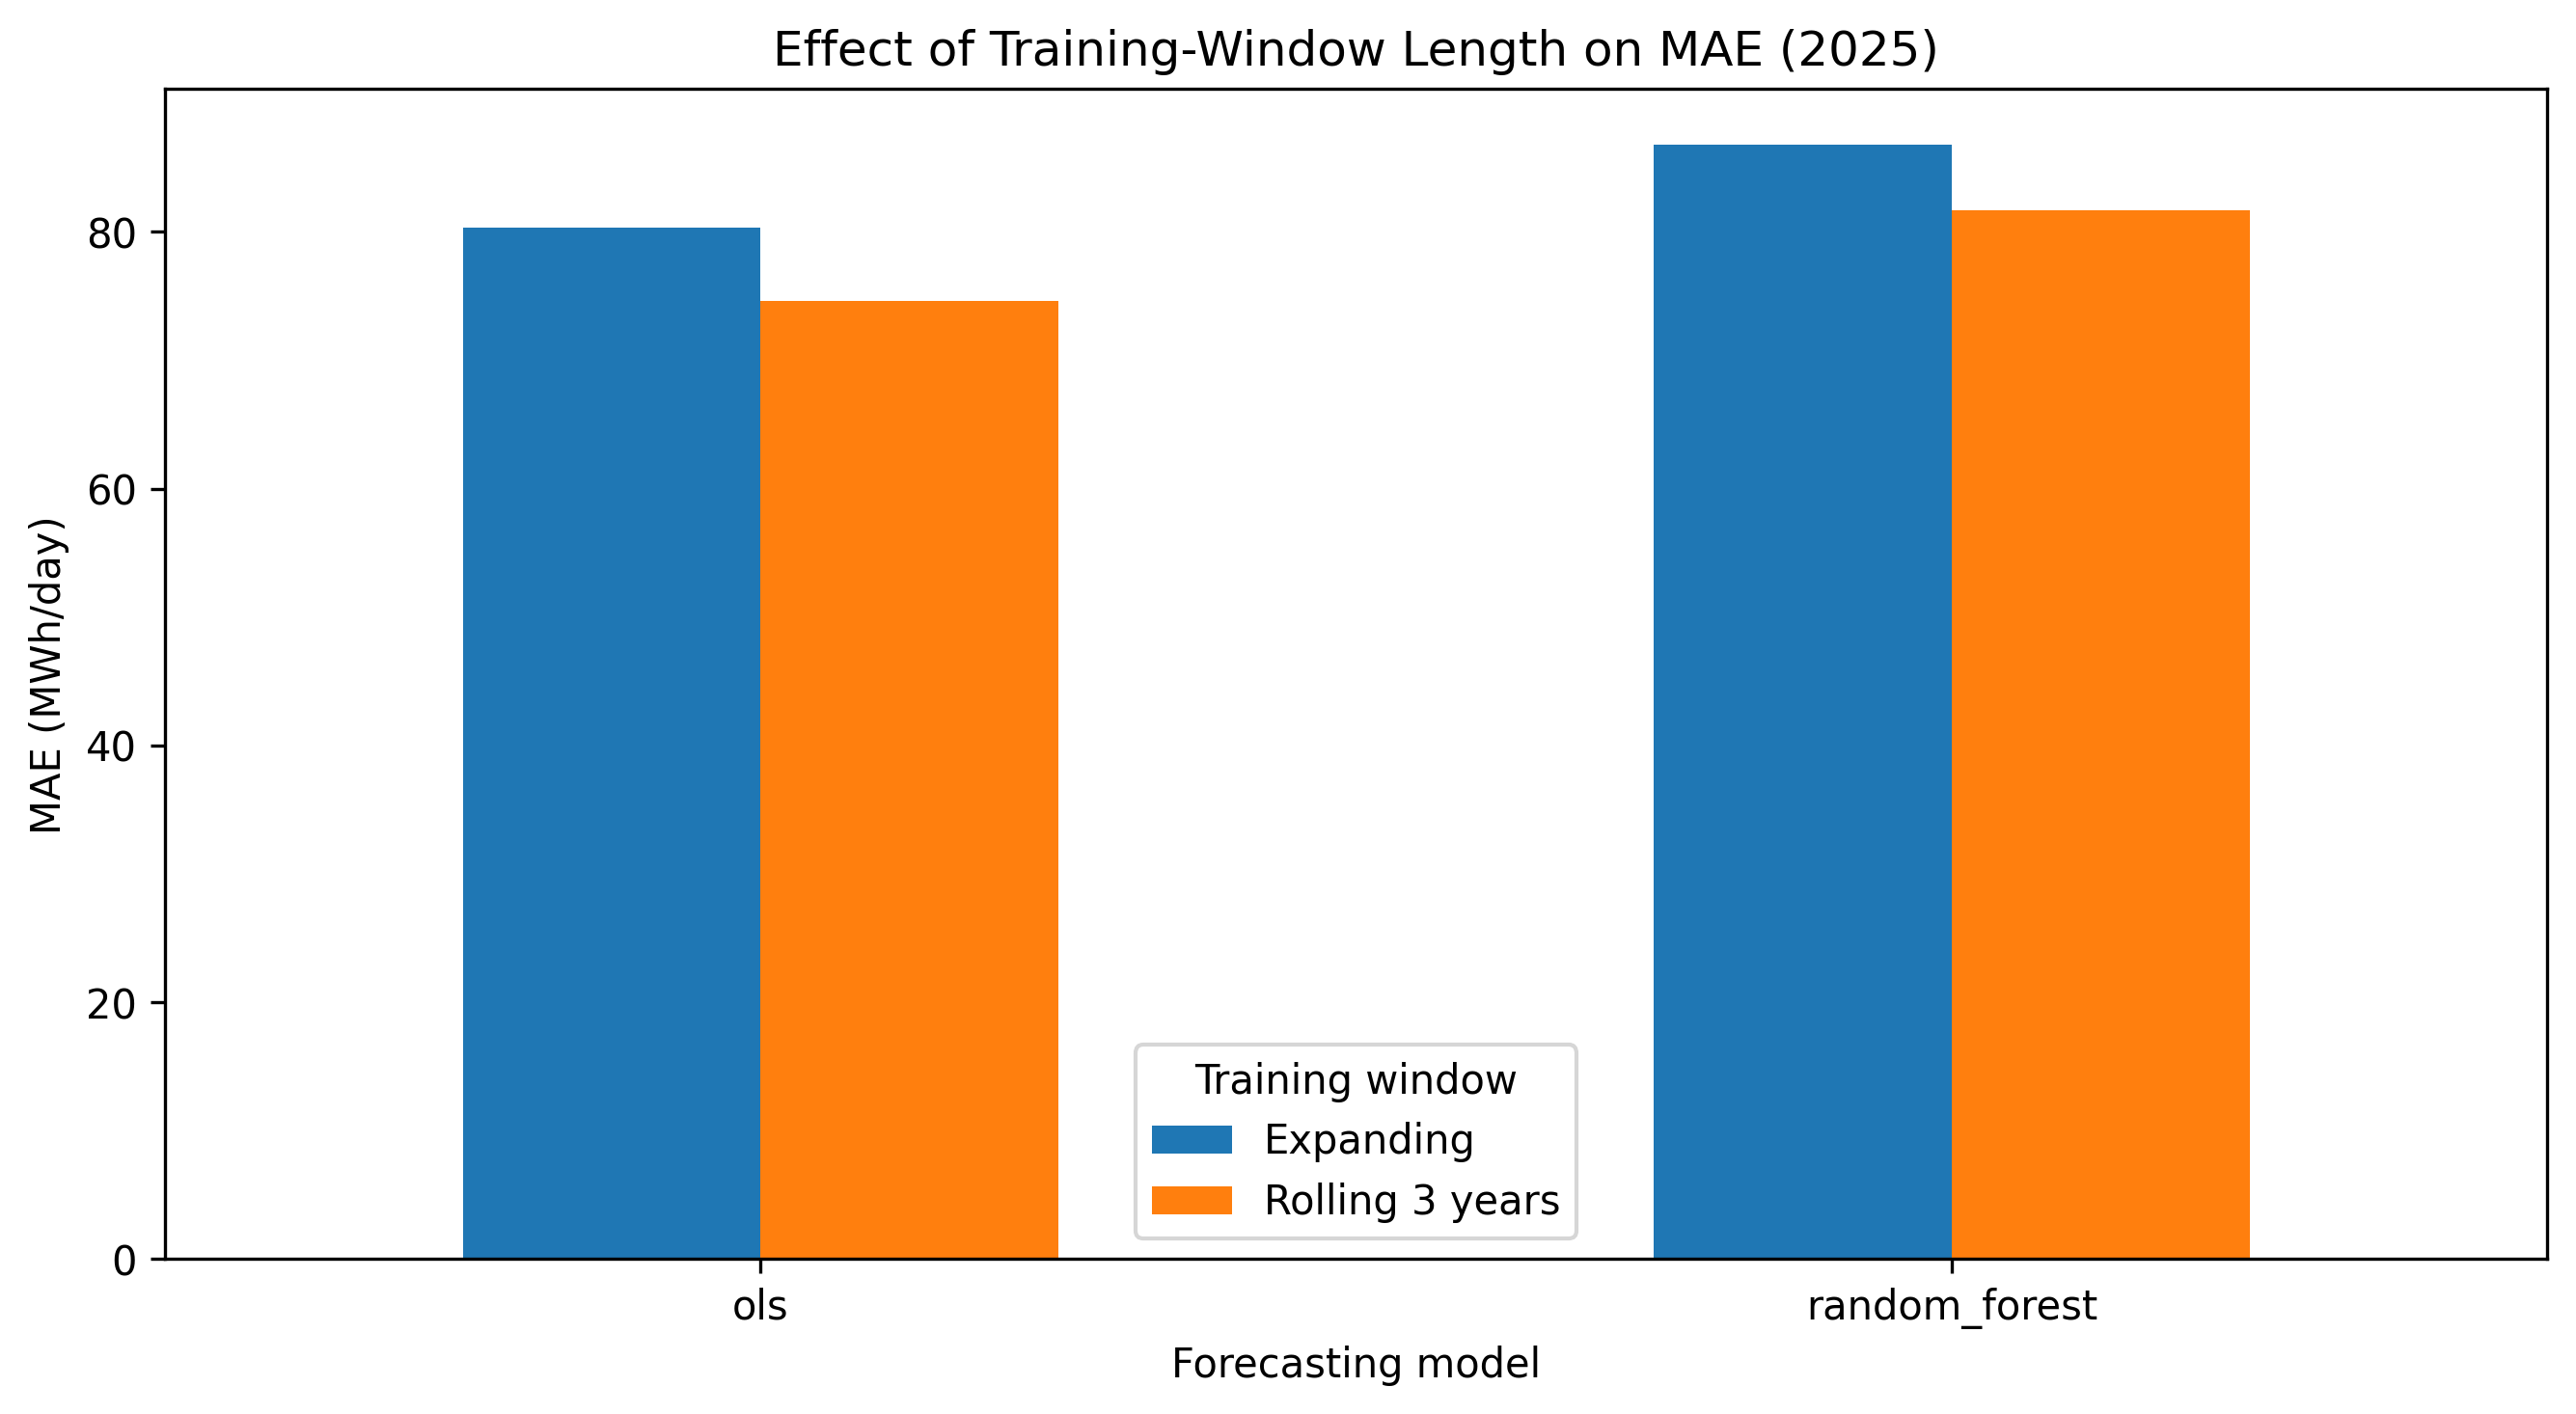 Effect of Training-Window Length on MAE (2025)
MAE (MWh/day)
80
60
40
20
0
Training window
Expanding
Rolling 3 years
ols
random_forest
Forecasting model